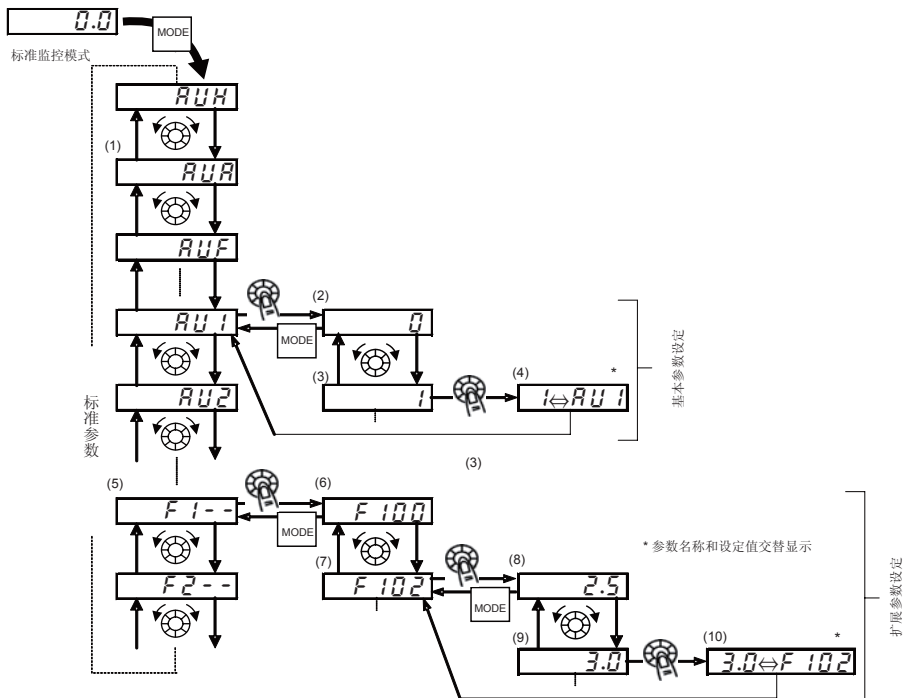 0.0
MODE
标准监控模式
AUH
(1)
AUA
AUF
(2)
AU1
0
MODE
(3)
(4)
*
AU2
1
1⇔AU1
基本参数设定
标准参数
(3)
(5)
(6)
F1--
F100
MODE
* 参数名称和设定值交替显示
(7)
(8)
F2--
F102
2.5
MODE
扩展参数设定
(9)
(10)
*
3.0
3.0⇔F102